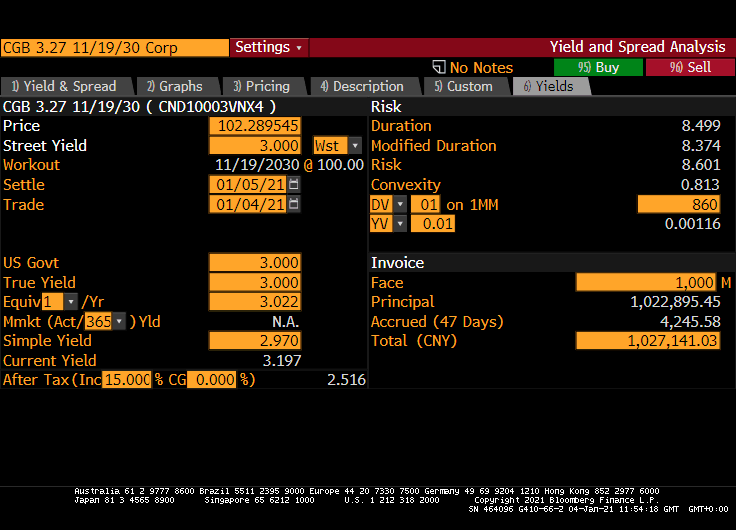 CGB 3.27 11/19/30 Corp Settings Yield and Spread Analysis
No Notes 95) Buy 96) Sell
1) Yield & Spread 2) Graphs 3) Pricing 4) Description 5) Custom 6) Yields
CGB 3.27 11/19/30 ( CND10003VNX4 ) Risk
Price 102.289545 Duration 8.499
Street Yield 3.000 Wst Modified Duration 8.374
Workout 11/19/2030 @ 100.00 Risk 8.601
Settle 01/05/21 Convexity 0.813
Trade 01/04/21 DV 01 on 1MM 860
YV 0.01 0.00116
US Govt 3.000 Invoice
True Yield 3.000 Face 1,000 M
Equiv 1 /Yr 3.022 Principal 1,022,895.45
Mmkt (Act/ 365 ) Yld N.A. Accrued (47 Days) 4,245.58
Simple Yield 2.970 Total (CNY) 1,027,141.03
Current Yield 3.197
After Tax (Inc 15.000 % CG 0.000 %) 2.516
Australia 61 2 9777 8600 Brazil 5511 2395 9000 Europe 44 20 7330 7500 Germany 49 69 9204 1210 Hong Kong 852 2977 6000
Japan 81 3 4565 8900 Singapore 65 6212 1000 U.S. 1 212 318 2000 Copyright 2021 Bloomberg Finance L.P.
SN 464096 G410-66-2 04-Jan-21 11:54:18 GMT GMT+0:00